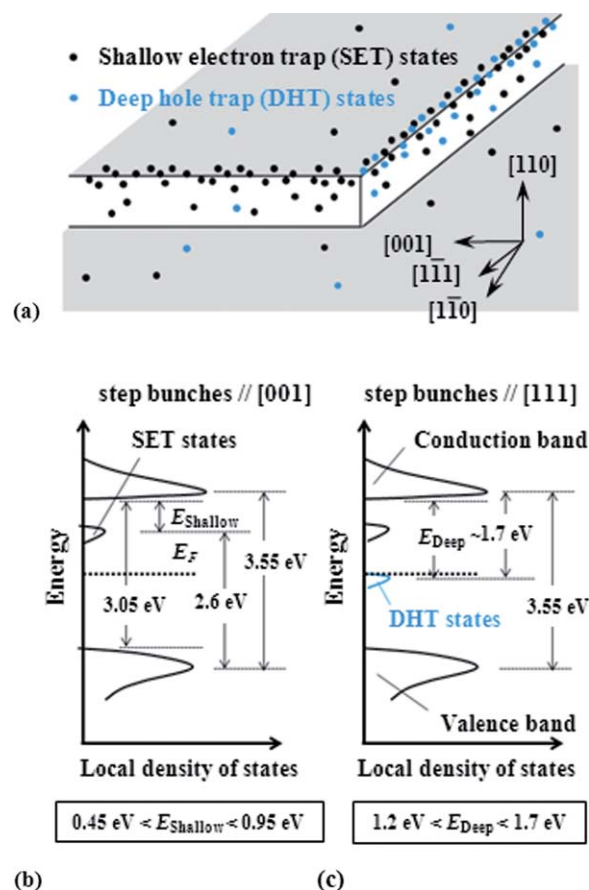 Shallow electron trap (SET) states
Deep hole trap (DHT) states
[110]
[001]
[11̅1̅]
[11̅0]
(a)
step bunches // [001]
SET states
E_Shallow
E_F
3.05 eV
2.6 eV
3.55 eV
Energy
Local density of states
0.45 eV < E_Shallow < 0.95 eV
(b)
step bunches // [111]
Conduction band
E_Deep ~1.7 eV
3.55 eV
DHT states
Valence band
Energy
Local density of states
1.2 eV < E_Deep < 1.7 eV
(c)